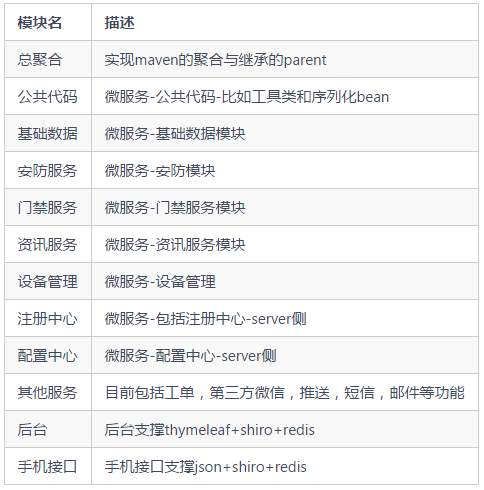 模块名 描述
总聚合 实现maven的聚合与继承的parent
公共代码 微服务-公共代码-比如工具类和序列化bean
基础数据 微服务-基础数据模块
安防服务 微服务-安防模块
门禁服务 微服务-门禁服务模块
资讯服务 微服务-资讯服务模块
设备管理 微服务-设备管理
注册中心 微服务-包括注册中心-server侧
配置中心 微服务-配置中心-server侧
其他服务 目前包括工单，第三方微信，推送，短信，邮件等功能
后台 后台支撑thymeleaf+shiro+redis
手机接口 手机接口支撑json+shiro+redis